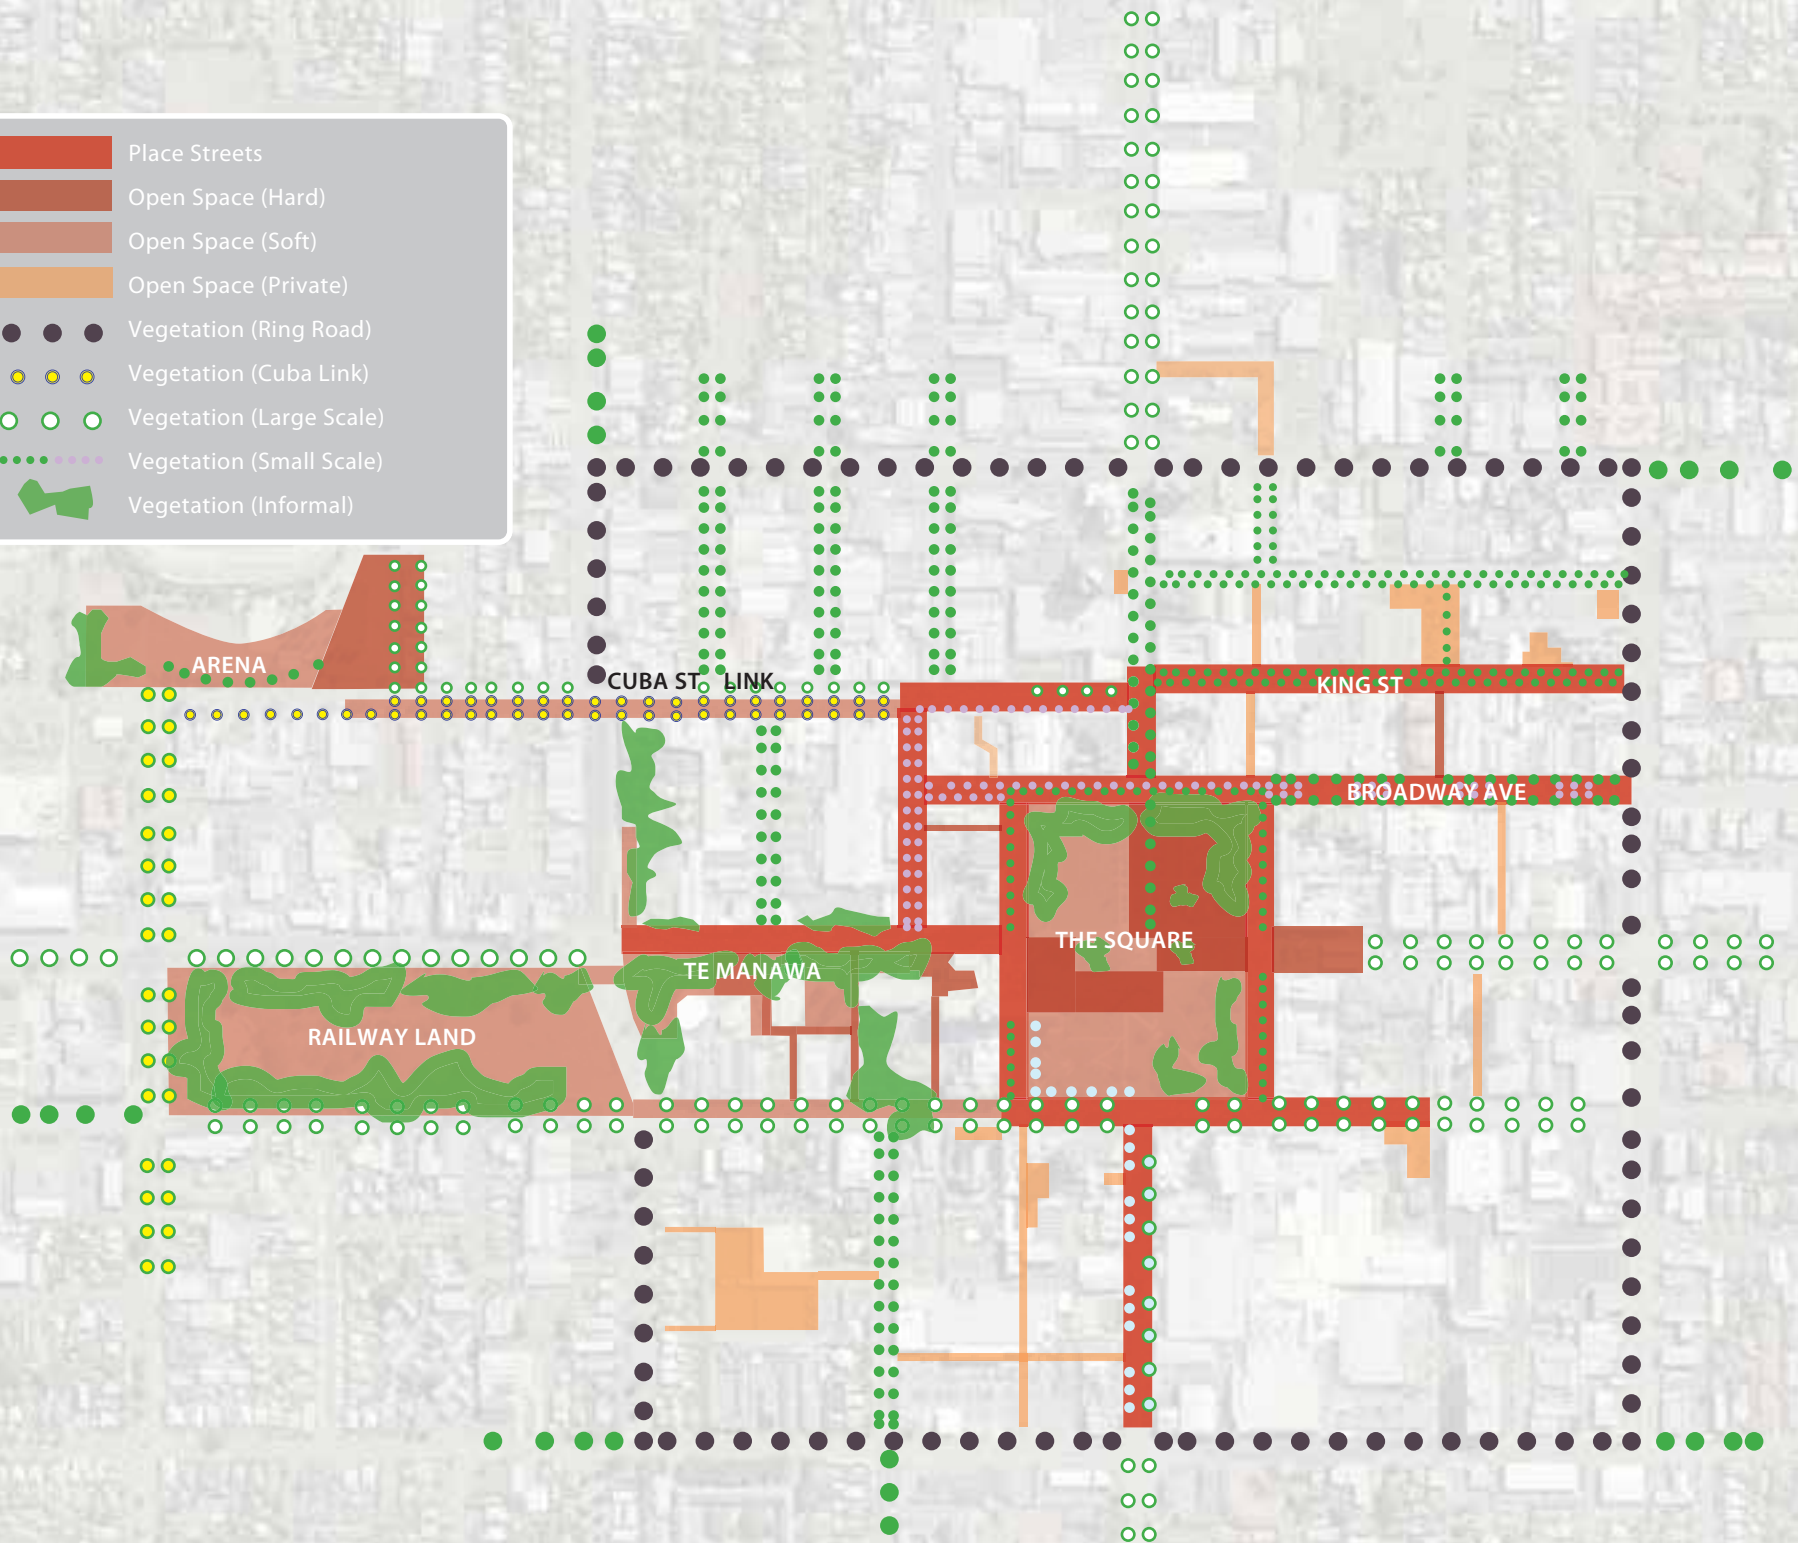 Place Streets
Open Space (Hard)
Open Space (Soft)
Open Space (Private)
Vegetation (Ring Road)
Vegetation (Cuba Link)
Vegetation (Large Scale)
Vegetation (Small Scale)
Vegetation (Informal)
ARENA
CUBA ST LINK
KING ST
BROADWAY AVE
THE SQUARE
TE MANAWA
RAILWAY LAND